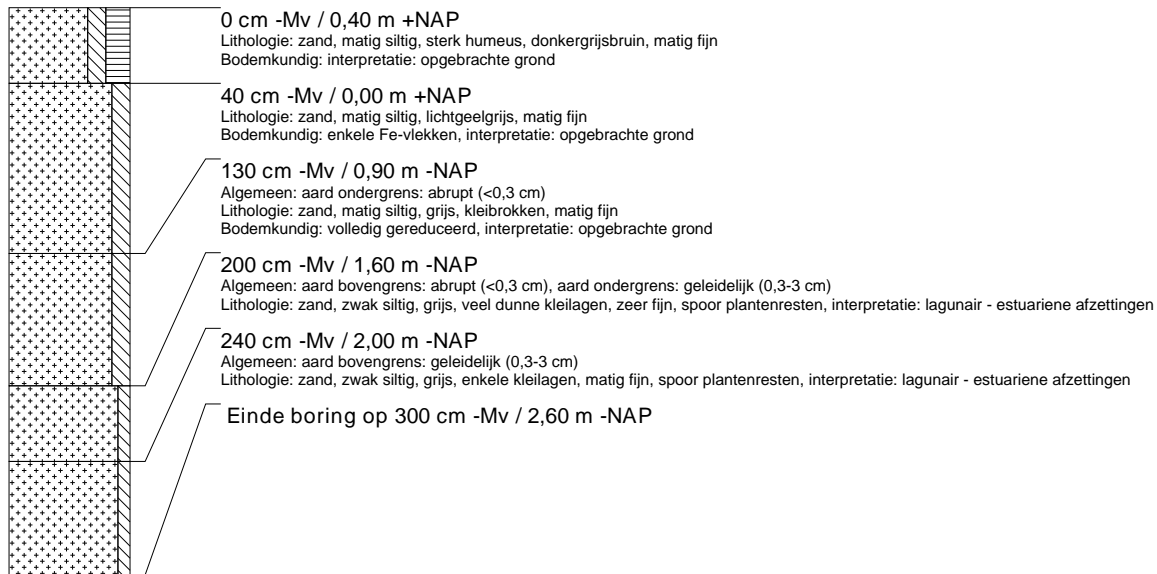 0 cm -Mv / 0,40 m +NAP
Lithologie: zand, matig siltig, sterk humeus, donkergrijsbruin, matig fijn
Bodemkundig: interpretatie: opgebrachte grond
40 cm -Mv / 0,00 m +NAP
Lithologie: zand, matig siltig, lichtgeelgrijs, matig fijn
Bodemkundig: enkele Fe-vlekken, interpretatie: opgebrachte grond
130 cm -Mv / 0,90 m -NAP
Algemeen: aard ondergrens: abrupt (<0,3 cm)
Lithologie: zand, matig siltig, grijs, kleibrokken, matig fijn
Bodemkundig: volledig gereduceerd, interpretatie: opgebrachte grond
200 cm -Mv / 1,60 m -NAP
Algemeen: aard bovengrens: abrupt (<0,3 cm), aard ondergrens: geleidelijk (0,3-3 cm)
Lithologie: zand, zwak siltig, grijs, veel dunne kleilagen, zeer fijn, spoor plantenresten, interpretatie: lagunair - estuariene afzettingen
240 cm -Mv / 2,00 m -NAP
Algemeen: aard bovengrens: geleidelijk (0,3-3 cm)
Lithologie: zand, zwak siltig, grijs, enkele kleilagen, matig fijn, spoor plantenresten, interpretatie: lagunair - estuariene afzettingen
Einde boring op 300 cm -Mv / 2,60 m -NAP